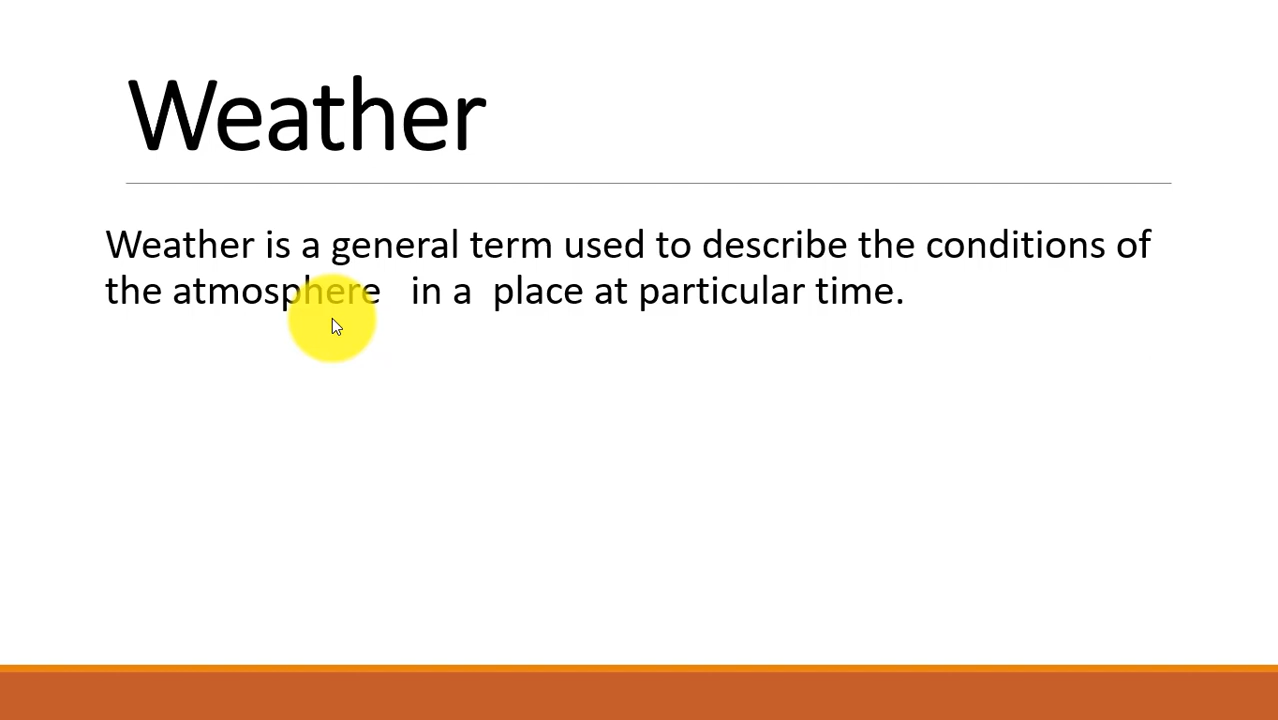 Weather
Weather is a general term used to describe the conditions of
the atmosphere   in a  place at particular time.